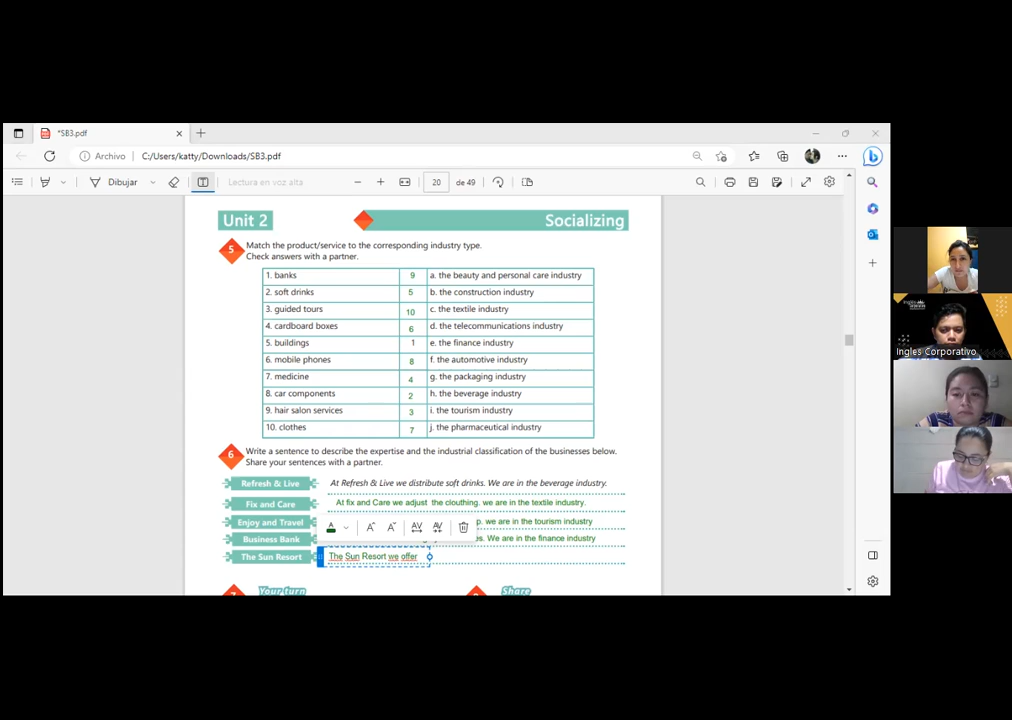 *SB3.pdf
Archivo C:/Users/katty/Downloads/SB3.pdf
Dibujar Lectura en voz alta 20 de 49
Unit 2 Socializing
5 Match the product/service to the corresponding industry type.
Check answers with a partner.
1. banks 9 a. the beauty and personal care industry
2. soft drinks 5 b. the construction industry
3. guided tours 10 c. the textile industry
4. cardboard boxes 6 d. the telecommunications industry
5. buildings 1 e. the finance industry
6. mobile phones 8 f. the automotive industry
7. medicine 4 g. the packaging industry
8. car components 2 h. the beverage industry
9. hair salon services 3 i. the tourism industry
10. clothes 7 j. the pharmaceutical industry
6 Write a sentence to describe the expertise and the industrial classification of the businesses below.
Share your sentences with a partner.
Refresh & Live At Refresh & Live we distribute soft drinks. We are in the beverage industry.
Fix and Care At fix and Care we adjust the clouthing. we are in the textile industry.
Enjoy and Travel p. we are in the tourism industry
Business Bank es. We are in the finance industry
The Sun Resort The Sun Resort we offer
Your turn Share
Ingles Corporativo